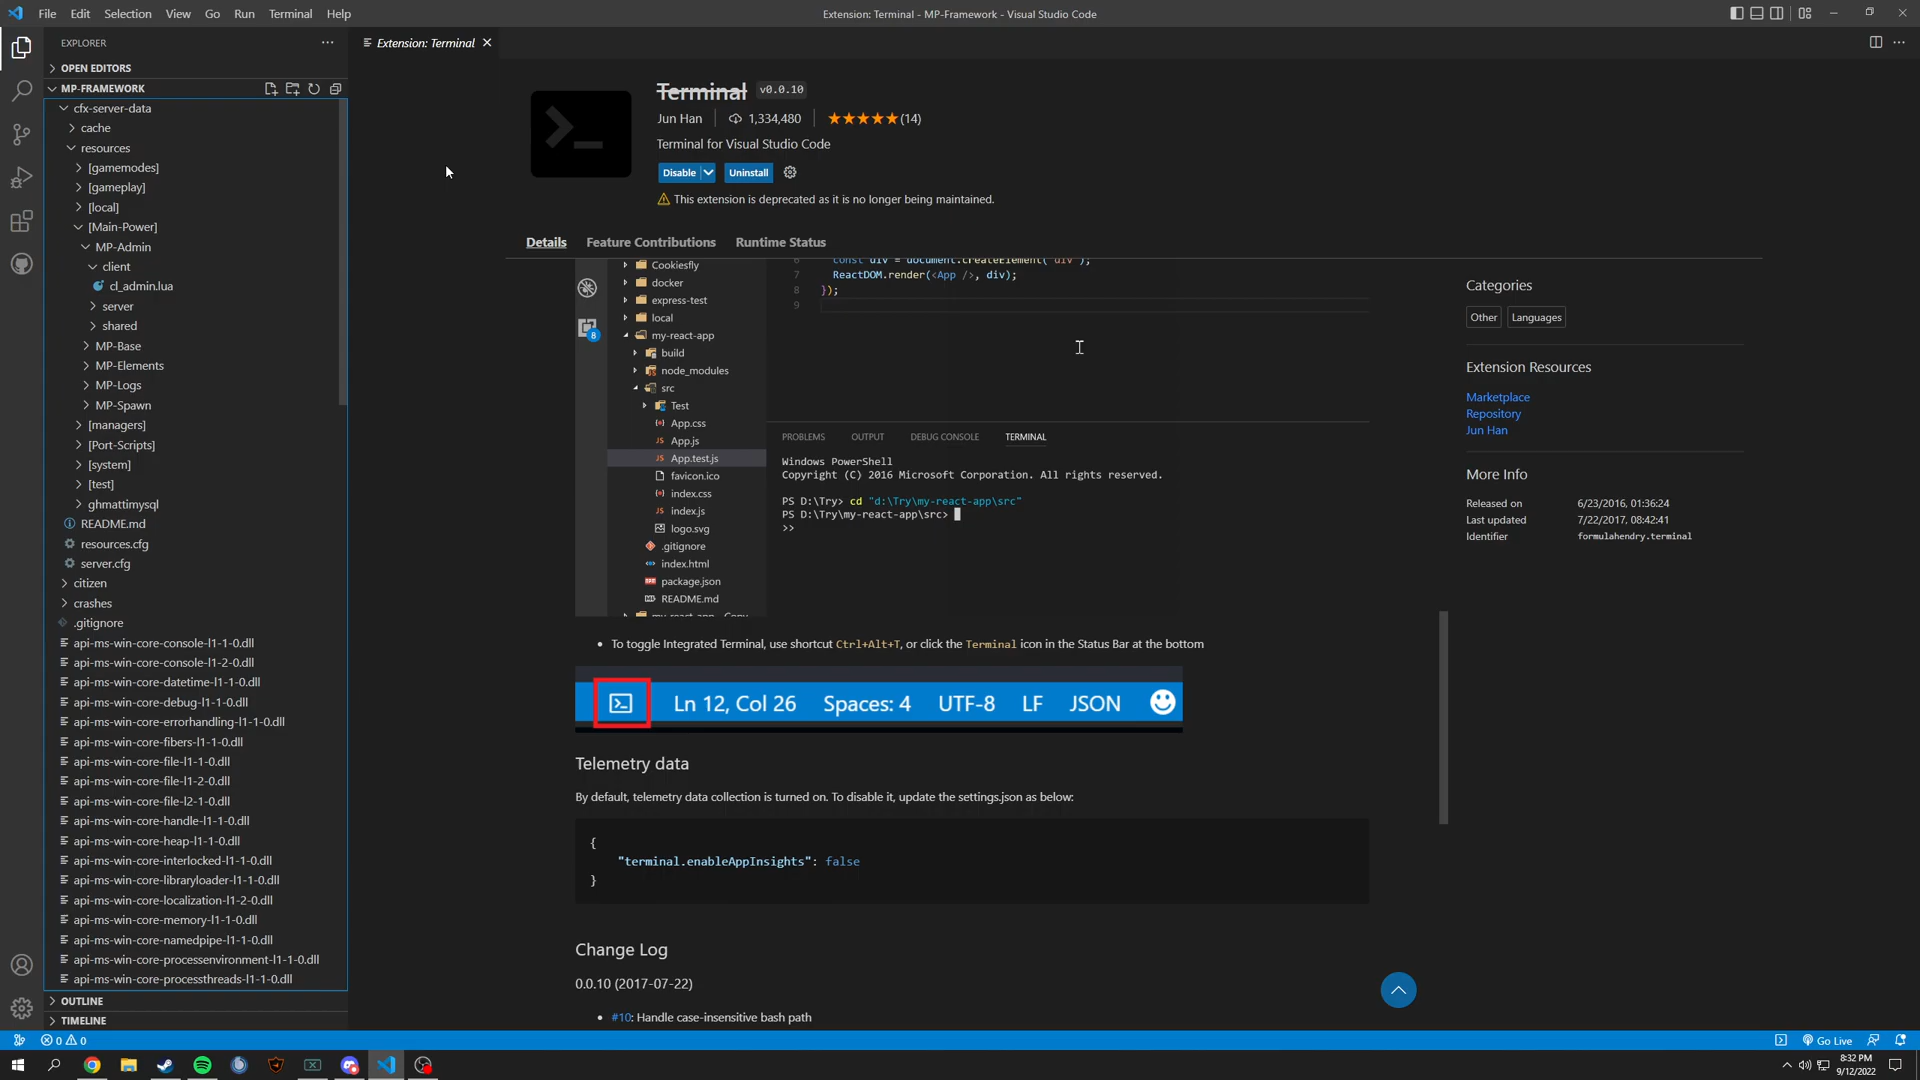 File Edit Selection View Go Run Terminal Help
Extension: Terminal - MP-Framework - Visual Studio Code
EXPLORER
OPEN EDITORS
MP-FRAMEWORK
cfx-server-data
cache
resources
[gamemodes]
[gameplay]
[local]
[Main-Power]
MP-Admin
client
cl_admin.lua
server
shared
MP-Base
MP-Elements
MP-Logs
MP-Spawn
[managers]
[Port-Scripts]
[system]
[test]
ghmattimysql
README.md
resources.cfg
server.cfg
citizen
crashes
.gitignore
api-ms-win-core-console-l1-1-0.dll
api-ms-win-core-console-l1-2-0.dll
api-ms-win-core-datetime-l1-1-0.dll
api-ms-win-core-debug-l1-1-0.dll
api-ms-win-core-errorhandling-l1-1-0.dll
api-ms-win-core-fibers-l1-1-0.dll
api-ms-win-core-file-l1-1-0.dll
api-ms-win-core-file-l1-2-0.dll
api-ms-win-core-file-l2-1-0.dll
api-ms-win-core-handle-l1-1-0.dll
api-ms-win-core-heap-l1-1-0.dll
api-ms-win-core-interlocked-l1-1-0.dll
api-ms-win-core-libraryloader-l1-1-0.dll
api-ms-win-core-localization-l1-2-0.dll
api-ms-win-core-memory-l1-1-0.dll
api-ms-win-core-namedpipe-l1-1-0.dll
api-ms-win-core-processenvironment-l1-1-0.dll
api-ms-win-core-processthreads-l1-1-0.dll
OUTLINE
TIMELINE
Extension: Terminal
Terminal v0.0.10
Jun Han 1,334,480 (14)
Terminal for Visual Studio Code
Disable Uninstall
This extension is deprecated as it is no longer being maintained.
Details Feature Contributions Runtime Status
8
Cookiesfly
docker
express-test
local
my-react-app
build
node_modules
src
Test
App.css
App.js
App.test.js
favicon.ico
index.css
index.js
logo.svg
.gitignore
index.html
package.json
README.md
my-react-app - Copy
6 const div = document.createElement('div');
7 ReactDOM.render(<App />, div);
8 });
9
PROBLEMS OUTPUT DEBUG CONSOLE TERMINAL
Windows PowerShell
Copyright (C) 2016 Microsoft Corporation. All rights reserved.
PS D:\Try> cd "d:\Try\my-react-app\src"
PS D:\Try\my-react-app\src>
>>
• To toggle Integrated Terminal, use shortcut Ctrl+Alt+T, or click the Terminal icon in the Status Bar at the bottom
Ln 12, Col 26 Spaces: 4 UTF-8 LF JSON
Telemetry data
By default, telemetry data collection is turned on. To disable it, update the settings.json as below:
{
"terminal.enableAppInsights": false
}
Change Log
0.0.10 (2017-07-22)
• #10: Handle case-insensitive bash path
Categories
Other Languages
Extension Resources
Marketplace
Repository
Jun Han
More Info
Released on 6/23/2016, 01:36:24
Last updated 7/22/2017, 08:42:41
Identifier formulahendry.terminal
0 0
Go Live
8:32 PM
9/12/2022